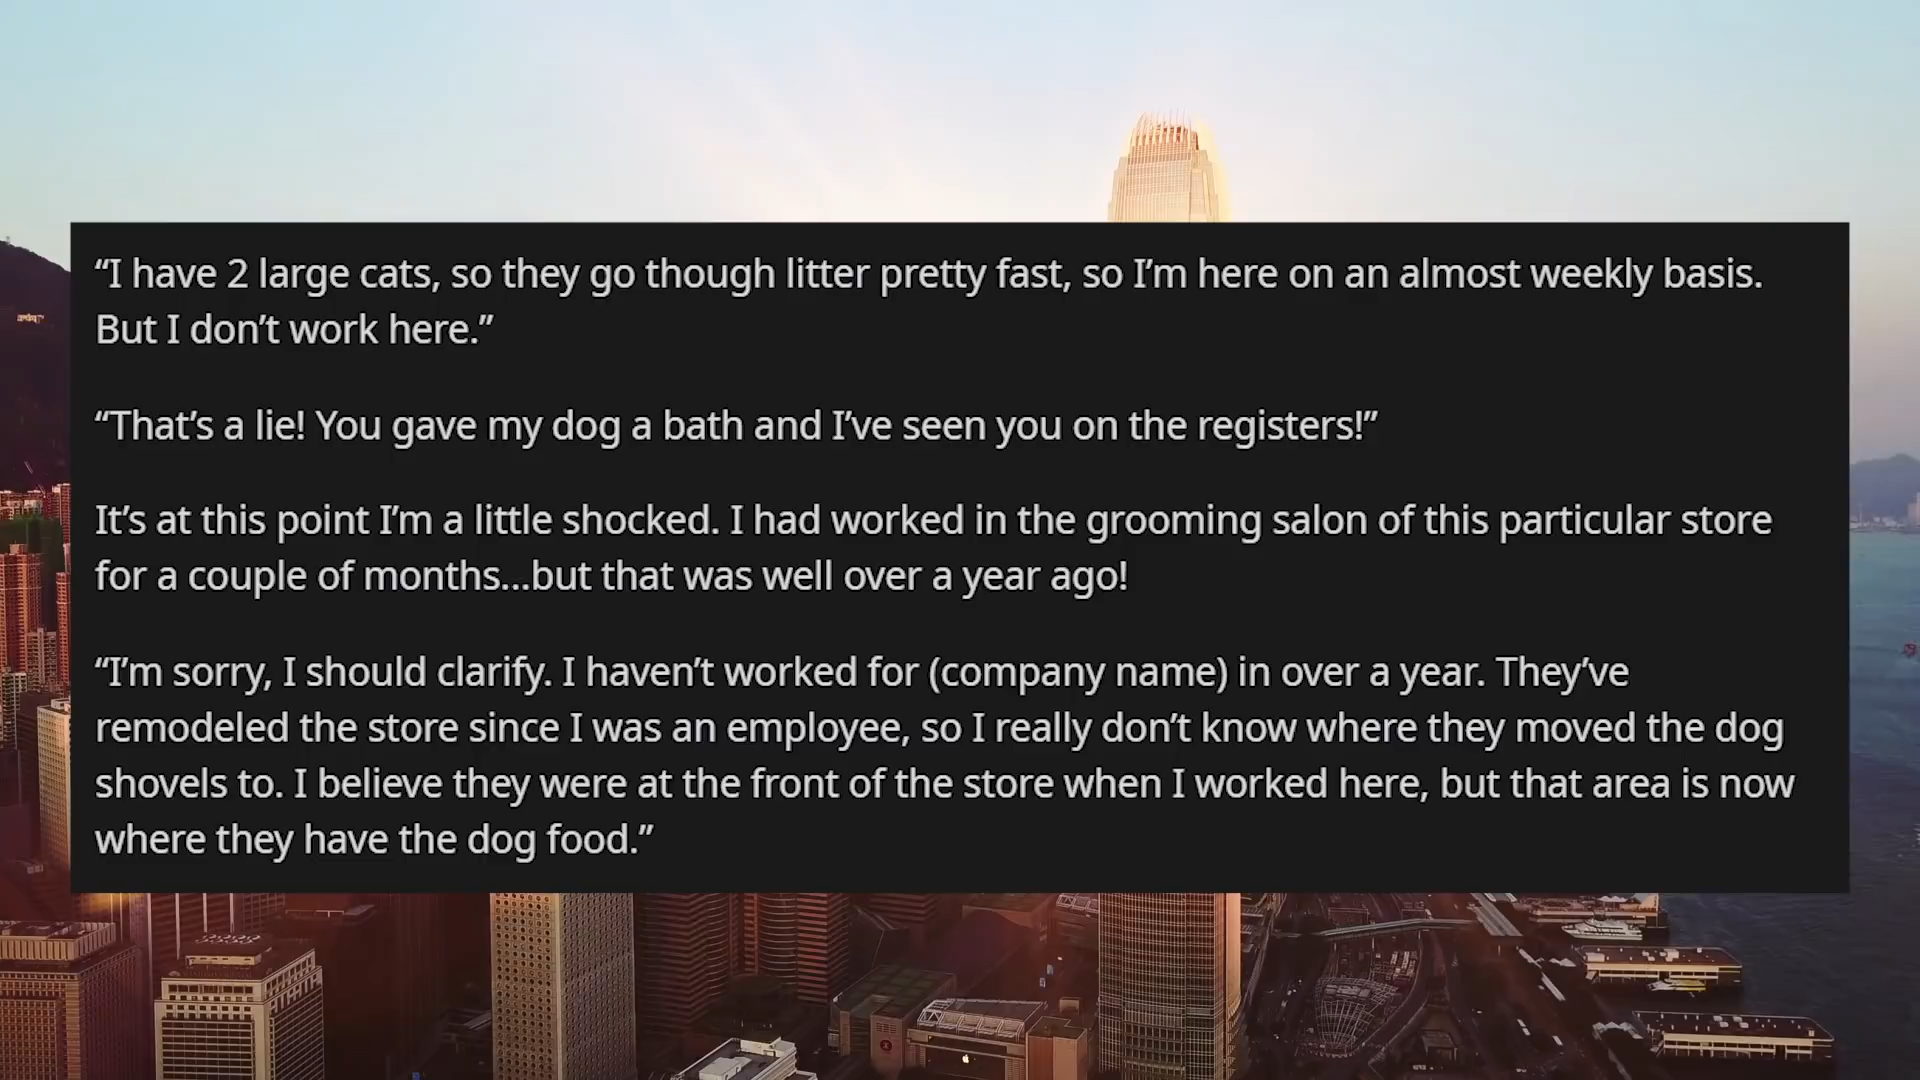 “I have 2 large cats, so they go though litter pretty fast, so I’m here on an almost weekly basis.
But I don’t work here.”
“That’s a lie! You gave my dog a bath and I’ve seen you on the registers!”
It’s at this point I’m a little shocked. I had worked in the grooming salon of this particular store
for a couple of months...but that was well over a year ago!
“I’m sorry, I should clarify. I haven’t worked for (company name) in over a year. They’ve
remodeled the store since I was an employee, so I really don’t know where they moved the dog
shovels to. I believe they were at the front of the store when I worked here, but that area is now
where they have the dog food.”